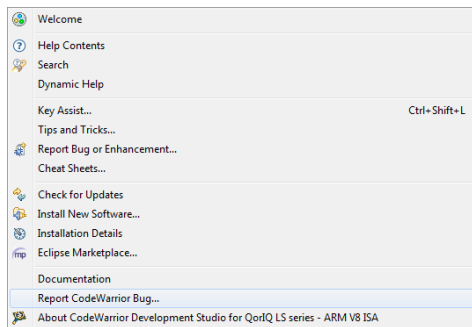 Welcome
Help Contents
Search
Dynamic Help
Key Assist... Ctrl+Shift+L
Tips and Tricks...
Report Bug or Enhancement...
Cheat Sheets...
Check for Updates
Install New Software...
Installation Details
mp Eclipse Marketplace...
Documentation
Report CodeWarrior Bug...
About CodeWarrior Development Studio for QorIQ LS series - ARM V8 ISA